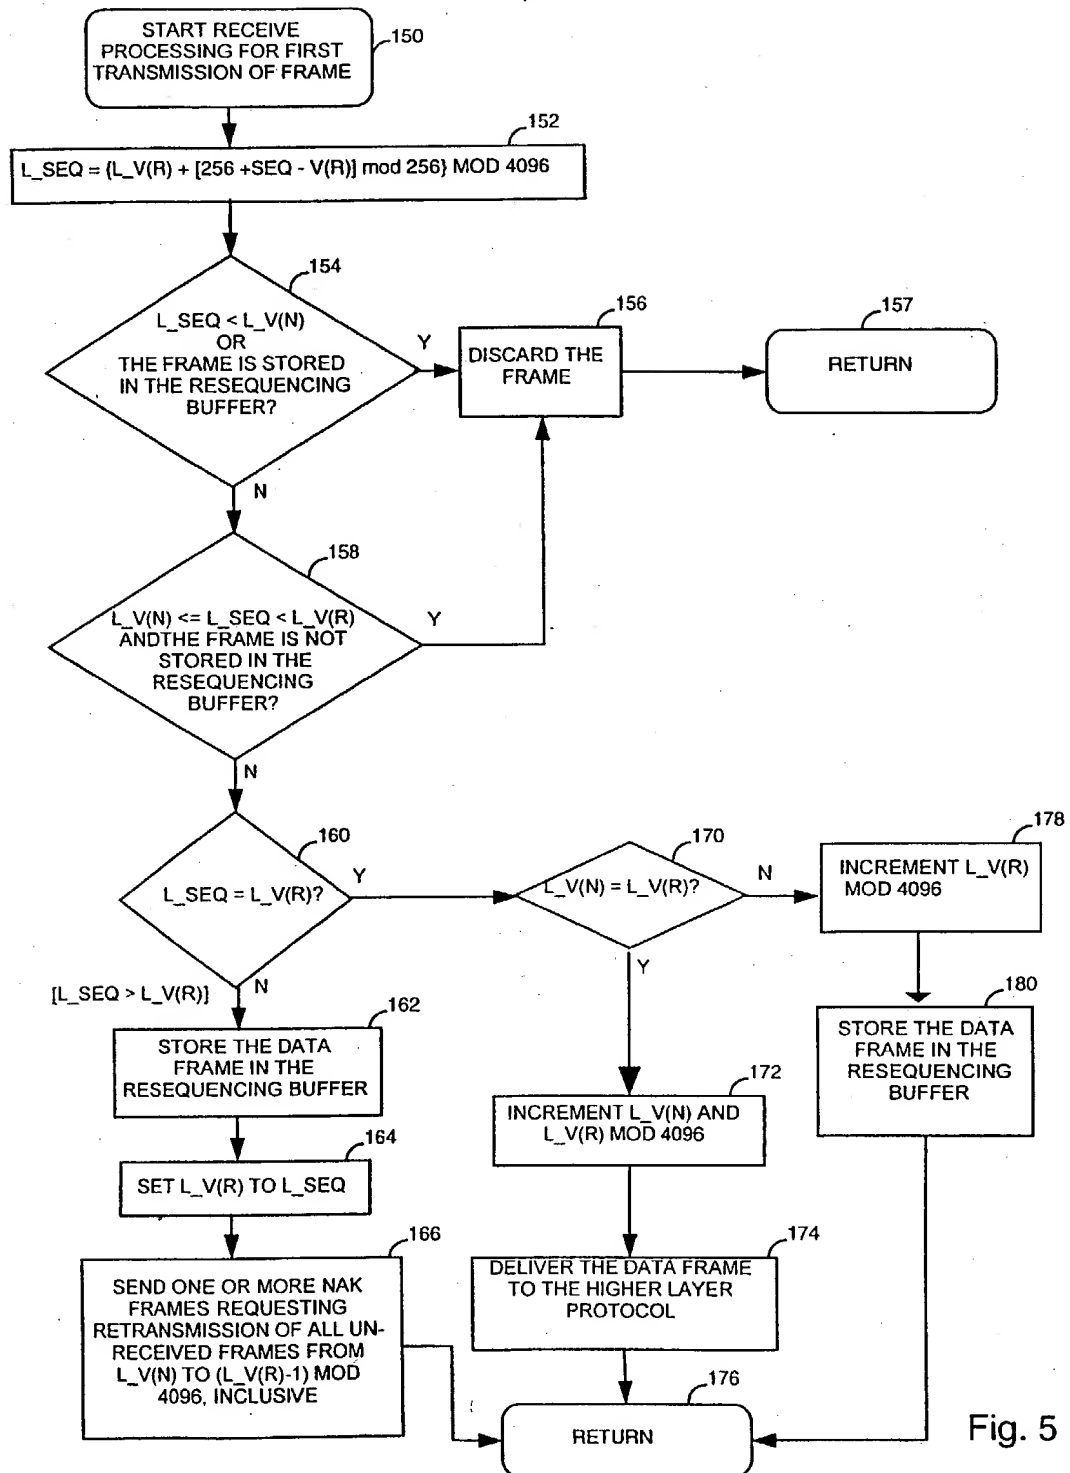 START RECEIVE
PROCESSING FOR FIRST
TRANSMISSION OF FRAME
150
152
L_SEQ = {L_V(R) + [256 +SEQ - V(R)] mod 256} MOD 4096
154
L_SEQ < L_V(N)
OR
THE FRAME IS STORED
IN THE RESEQUENCING
BUFFER?
Y
156
DISCARD THE
FRAME
157
RETURN
N
158
L_V(N) <= L_SEQ < L_V(R)
ANDTHE FRAME IS NOT
STORED IN THE
RESEQUENCING
BUFFER?
Y
N
160
L_SEQ = L_V(R)?
Y
170
L_V(N) = L_V(R)?
N
178
INCREMENT L_V(R)
MOD 4096
[L_SEQ > L_V(R)]
N
Y
162
STORE THE DATA
FRAME IN THE
RESEQUENCING BUFFER
180
STORE THE DATA
FRAME IN THE
RESEQUENCING
BUFFER
164
SET L_V(R) TO L_SEQ
172
INCREMENT L_V(N) AND
L_V(R) MOD 4096
166
SEND ONE OR MORE NAK
FRAMES REQUESTING
RETRANSMISSION OF ALL UN-
RECEIVED FRAMES FROM
L_V(N) TO (L_V(R)-1) MOD
4096, INCLUSIVE
174
DELIVER THE DATA FRAME
TO THE HIGHER LAYER
PROTOCOL
176
RETURN
Fig. 5